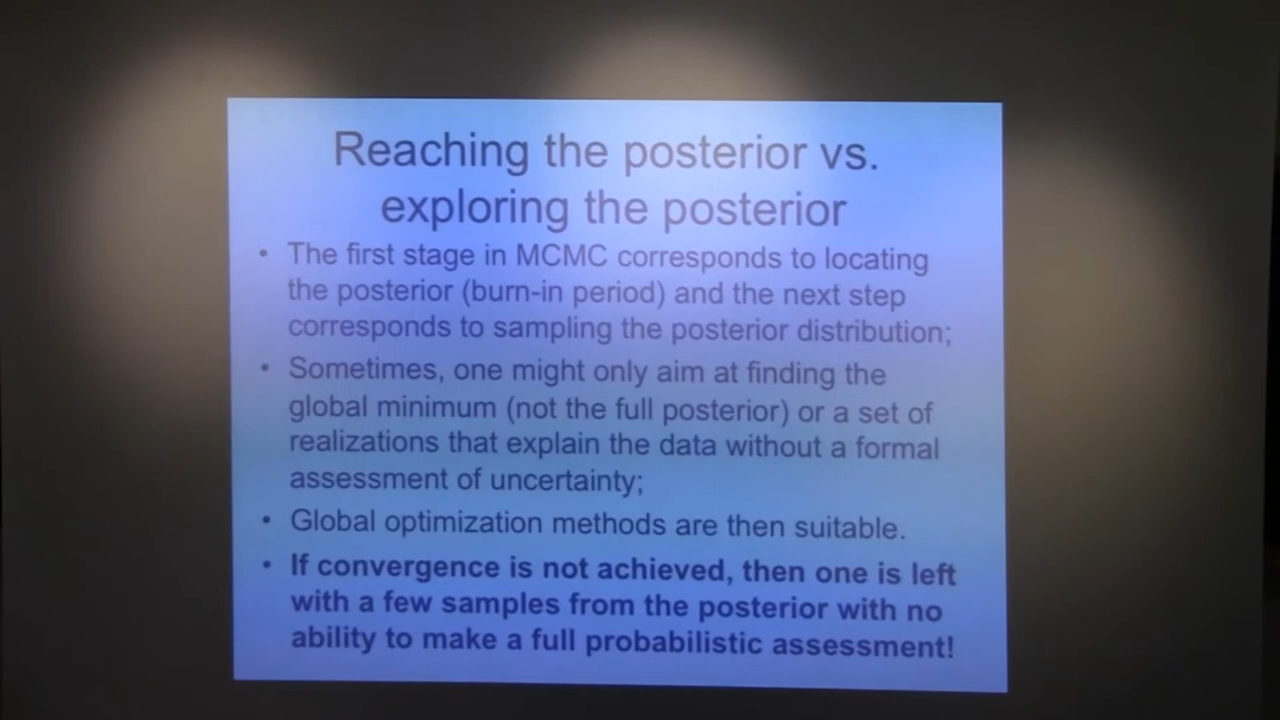 Reaching the posterior vs.
exploring the posterior
• The first stage in MCMC corresponds to locating
the posterior (burn-in period) and the next step
corresponds to sampling the posterior distribution;
• Sometimes, one might only aim at finding the
global minimum (not the full posterior) or a set of
realizations that explain the data without a formal
assessment of uncertainty;
• Global optimization methods are then suitable.
• If convergence is not achieved, then one is left
with a few samples from the posterior with no
ability to make a full probabilistic assessment!